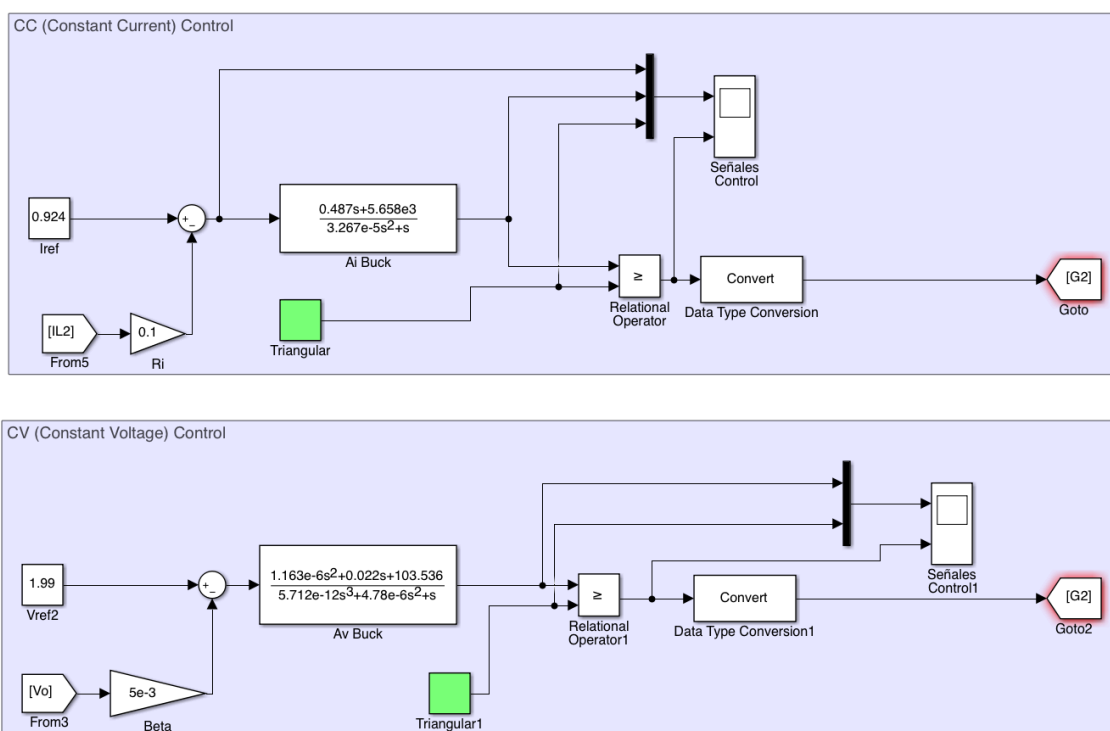 CC (Constant Current) Control
Señales
Control
0.924
Iref
+
−
0.487s+5.658e3
3.267e-5s2+s
Ai Buck
≥
Relational
Operator
Convert
Data Type Conversion
[G2]
Goto
[IL2]
From5
0.1
Ri
Triangular
CV (Constant Voltage) Control
Señales
Control1
1.99
Vref2
+
−
1.163e-6s2+0.022s+103.536
5.712e-12s3+4.78e-6s2+s
Av Buck
≥
Relational
Operator1
Convert
Data Type Conversion1
[G2]
Goto2
[Vo]
From3
5e-3
Beta
Triangular1